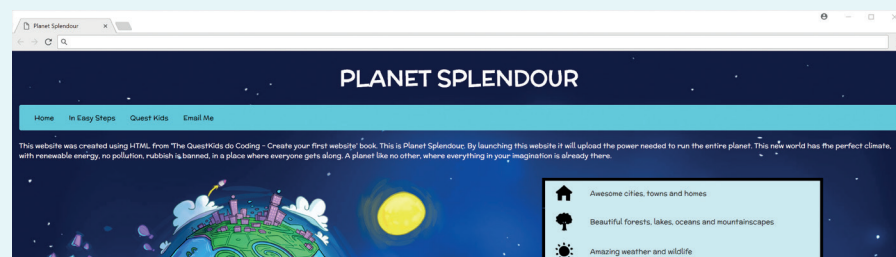 Planet Splendour
PLANET SPLENDOUR
Home In Easy Steps Quest Kids Email Me
This website was created using HTML from 'The QuestKids do Coding - Create your first website' book. This is Planet Splendour. By launching this website it will upload the power needed to run the entire planet. This new world has the perfect climate,
with renewable energy, no pollution, rubbish is banned, in a place where everyone gets along. A planet like no other, where everything in your imagination is already there.
Awesome cities, towns and homes
Beautiful forests, lakes, oceans and mountainscapes
Amazing weather and wildlife